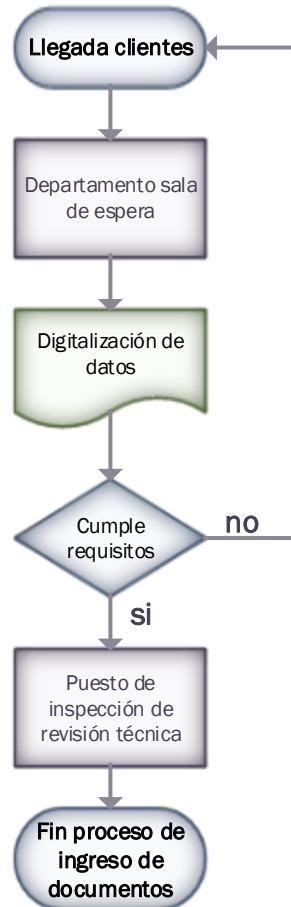 Llegada clientes
Departamento sala
de espera
Digitalización de
datos
Cumple
requisitos
no
si
Puesto de
inspección de
revisión técnica
Fin proceso de
ingreso de
documentos